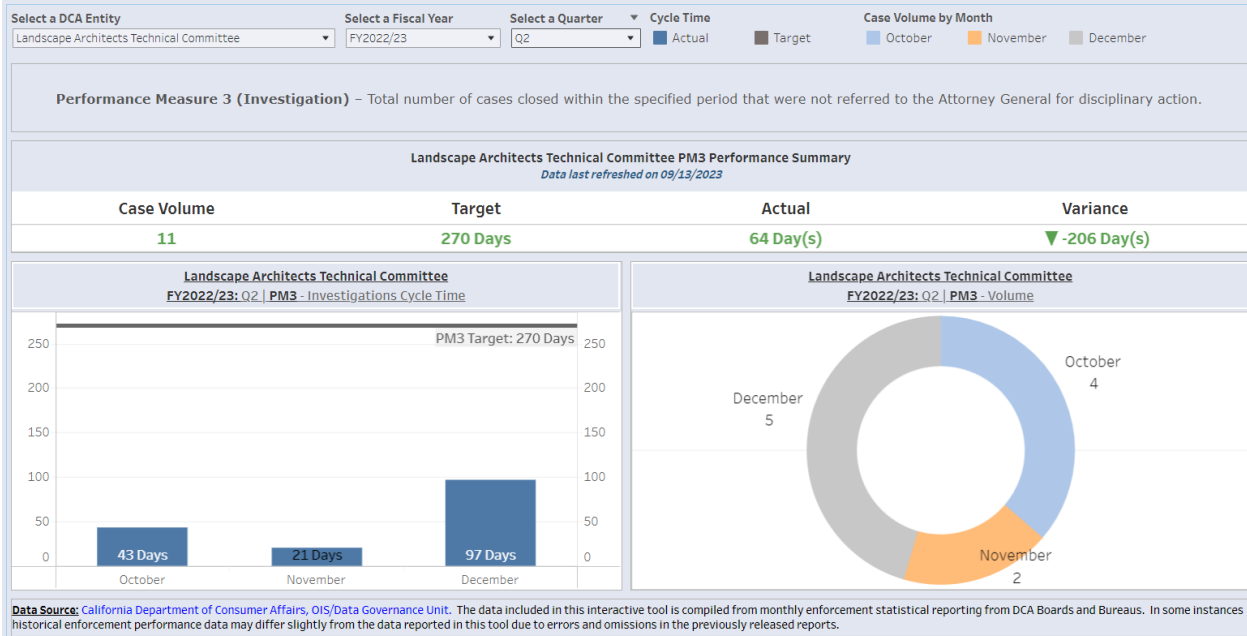 Select a DCA Entity
Landscape Architects Technical Committee
Select a Fiscal Year
FY2022/23
Select a Quarter
Q2
Cycle Time
Actual
Target
Case Volume by Month
October
November
December
Performance Measure 3 (Investigation) – Total number of cases closed within the specified period that were not referred to the Attorney General for disciplinary action.
Landscape Architects Technical Committee PM3 Performance Summary
Data last refreshed on 09/13/2023
Case Volume
Target
Actual
Variance
11
270 Days
64 Day(s)
▼ -206 Day(s)
Landscape Architects Technical Committee
FY2022/23: Q2 | PM3 - Investigations Cycle Time
PM3 Target: 270 Days
250
200
150
100
50
0
250
200
150
100
50
0
43 Days
21 Days
97 Days
October
November
December
Landscape Architects Technical Committee
FY2022/23: Q2 | PM3 - Volume
October
4
December
5
November
2
Data Source: California Department of Consumer Affairs, OIS/Data Governance Unit. The data included in this interactive tool is compiled from monthly enforcement statistical reporting from DCA Boards and Bureaus. In some instances
historical enforcement performance data may differ slightly from the data reported in this tool due to errors and omissions in the previously released reports.